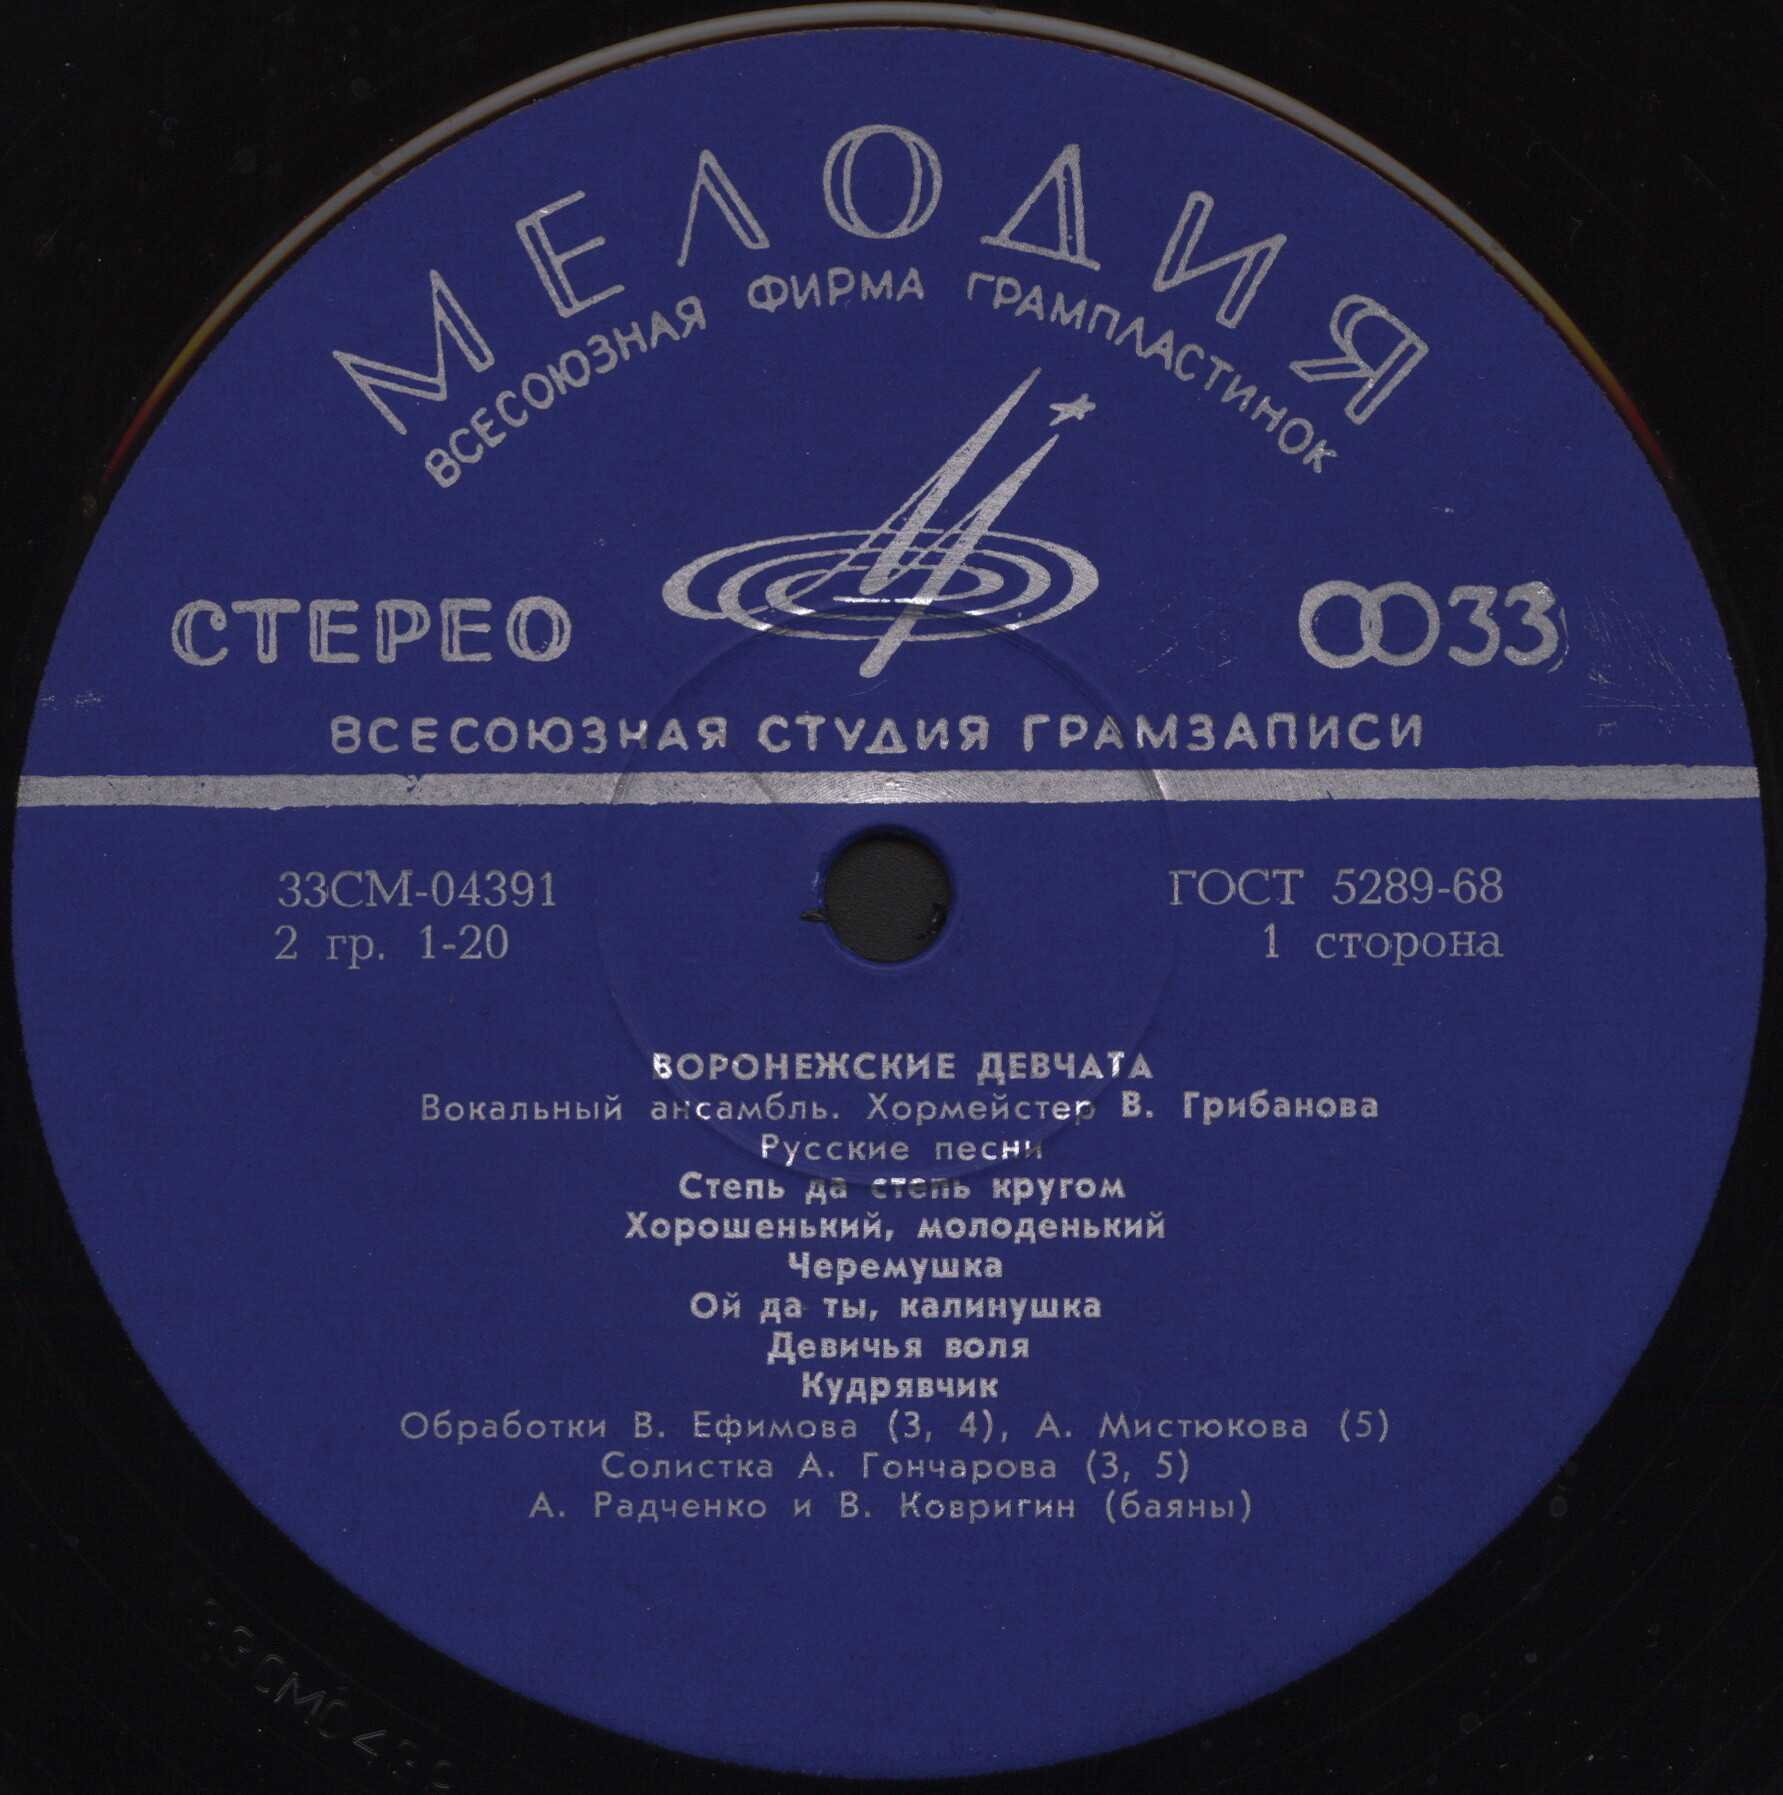 МЕЛОДИЯ
ВСЕСОЮЗНАЯ ФИРМА ГРАМПЛАСТИНОК
СТЕРЕО
33
ВСЕСОЮЗНАЯ СТУДИЯ ГРАМЗАПИСИ
33СМ-04391
ГОСТ 5289-68
2 гр. 1-20
1 сторона
ВОРОНЕЖСКИЕ ДЕВЧАТА
Вокальный ансамбль. Хормейстер В. Грибанова
Русские песни
Степь да степь кругом
Хорошенький, молоденький
Черемушка
Ой да ты, калинушка
Девичья воля
Кудрявчик
Обработки В. Ефимова (3, 4), А. Мистюкова (5)
Солистка А. Гончарова (3, 5)
А. Радченко и В. Ковригин (баяны)